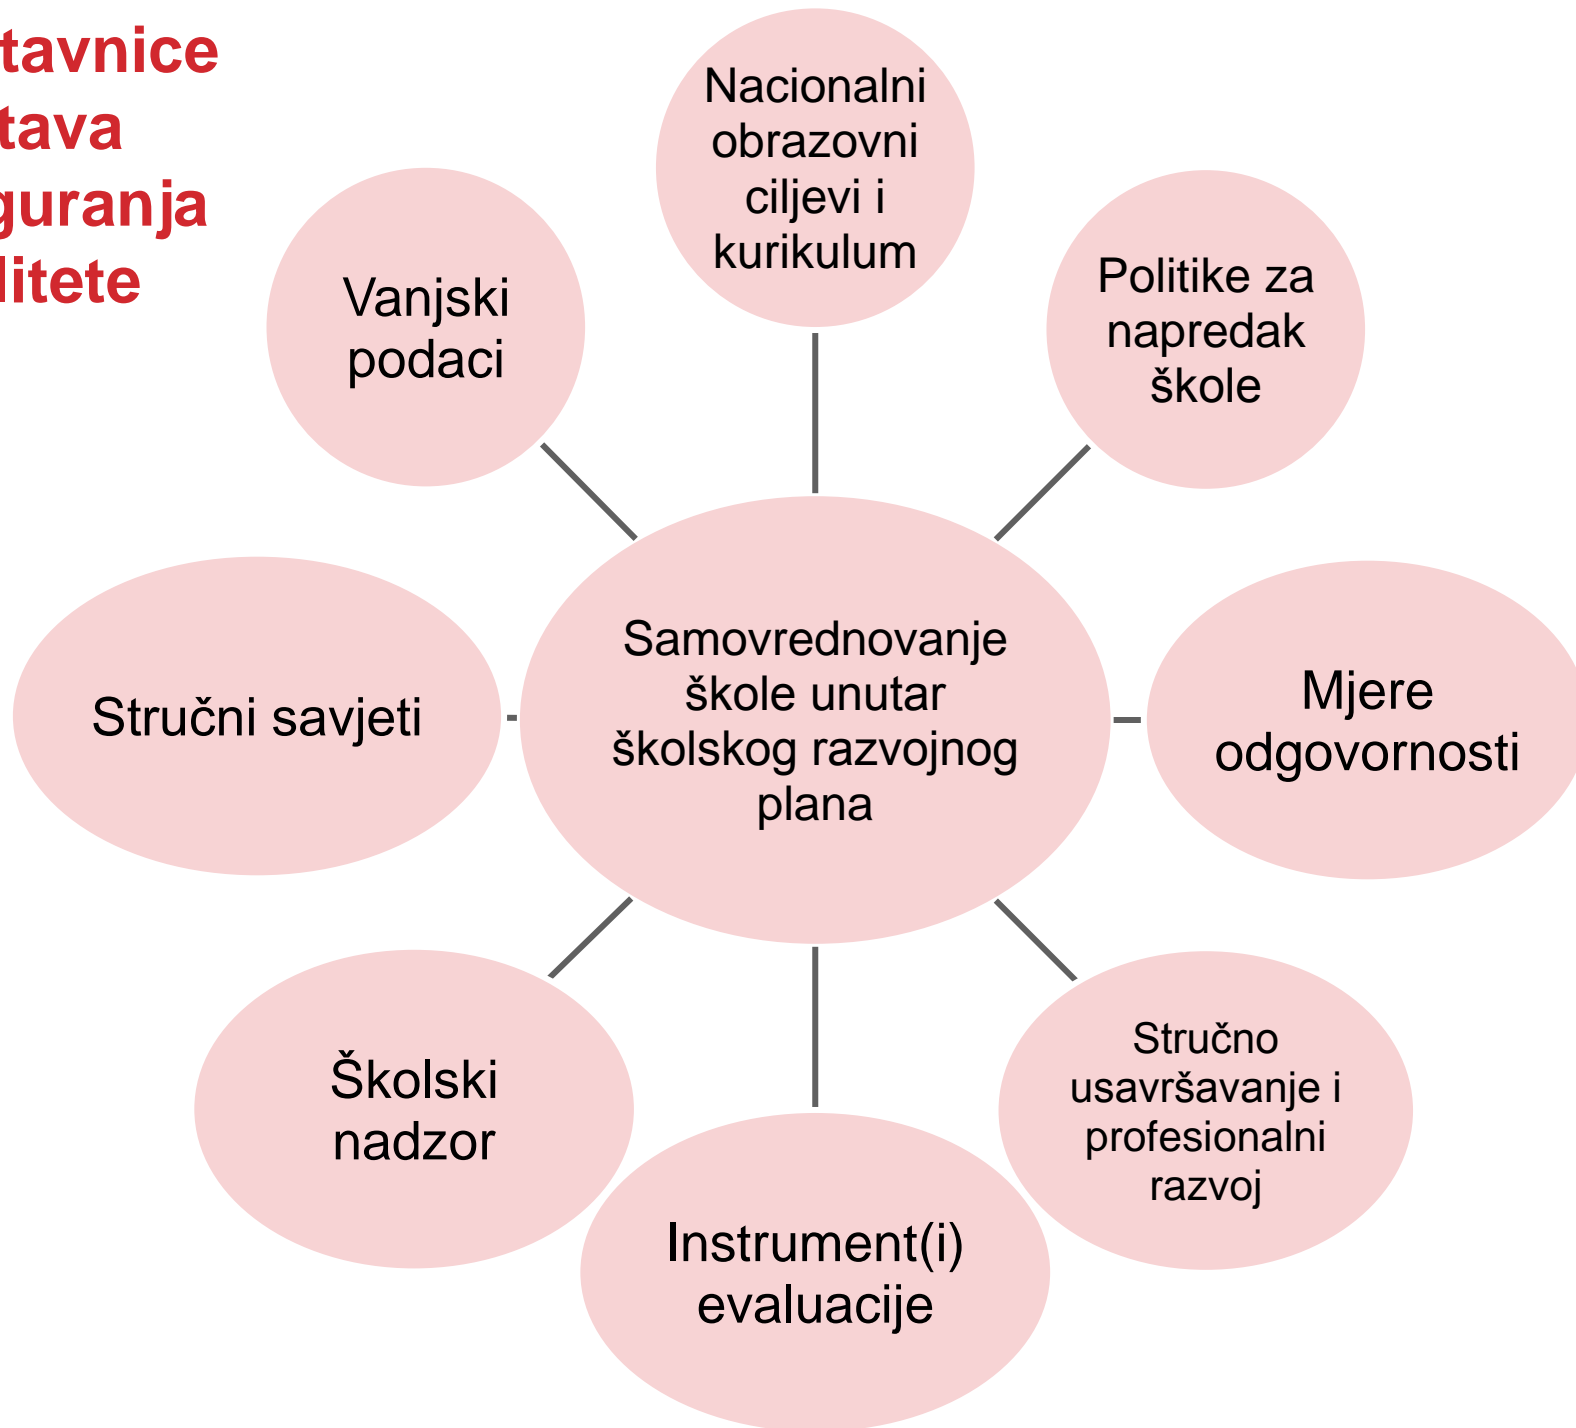 tavnice
tava
guranja
litete
Nacionalni
obrazovni
ciljevi i
kurikulum
Politike za
napredak
škole
Vanjski
podaci
Samovrednovanje
škole unutar
školskog razvojnog
plana
Stručni savjeti
Mjere
odgovornosti
Školski
nadzor
Stručno
usavršavanje i
profesionalni
razvoj
Instrument(i)
evaluacije